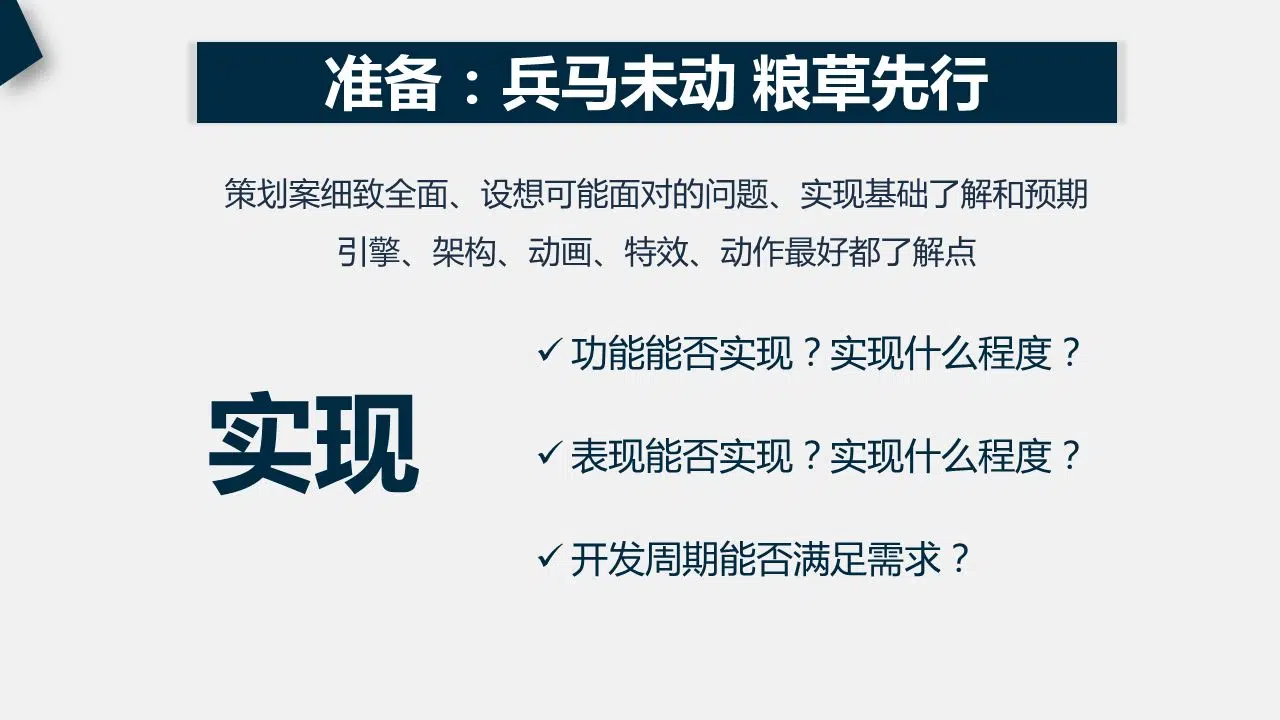 准备：兵马未动 粮草先行
策划案细致全面、设想可能面对的问题、实现基础了解和预期
引擎、架构、动画、特效、动作最好都了解点
实现
✓ 功能能否实现？实现什么程度？
✓ 表现能否实现？实现什么程度？
✓ 开发周期能否满足需求？